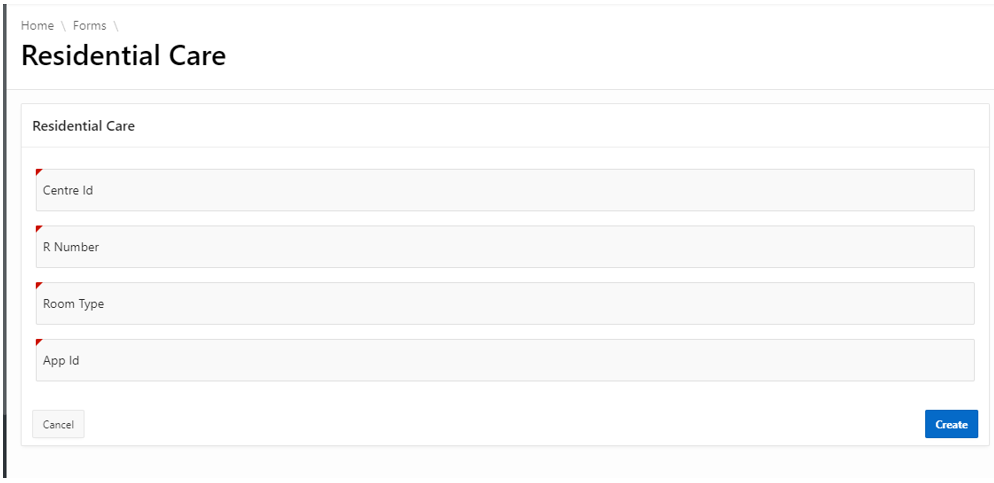 Home \ Forms \
Residential Care
Residential Care
Centre Id
R Number
Room Type
App Id
Cancel
Create